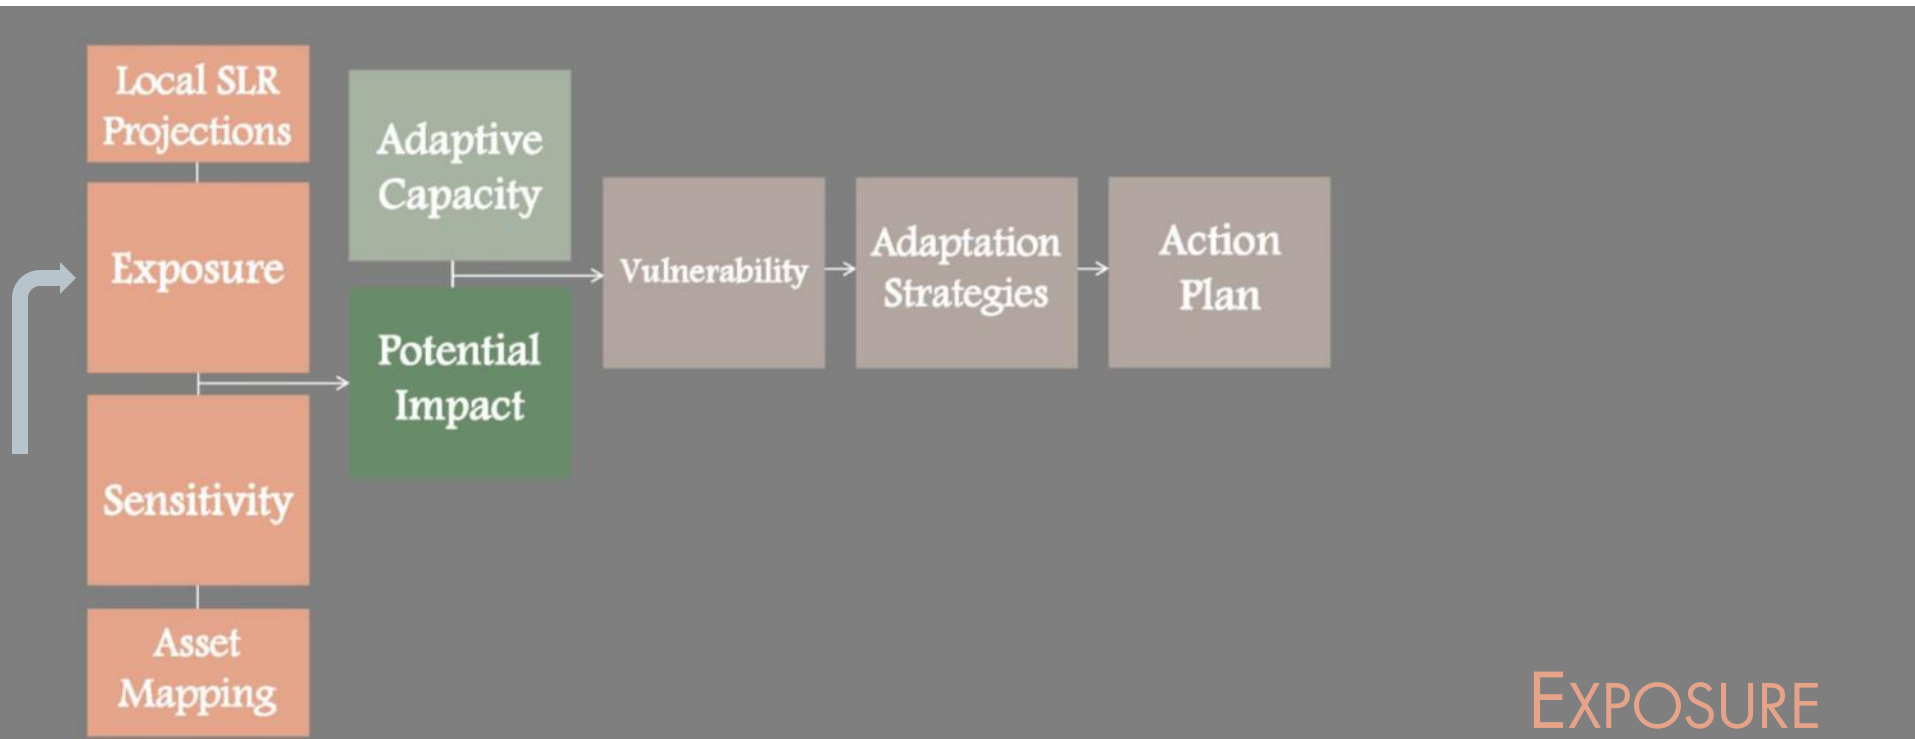 Local SLR
Projections
Exposure
Sensitivity
Asset
Mapping
Adaptive
Capacity
Potential
Impact
Vulnerability
Adaptation
Strategies
Action
Plan
EXPOSURE